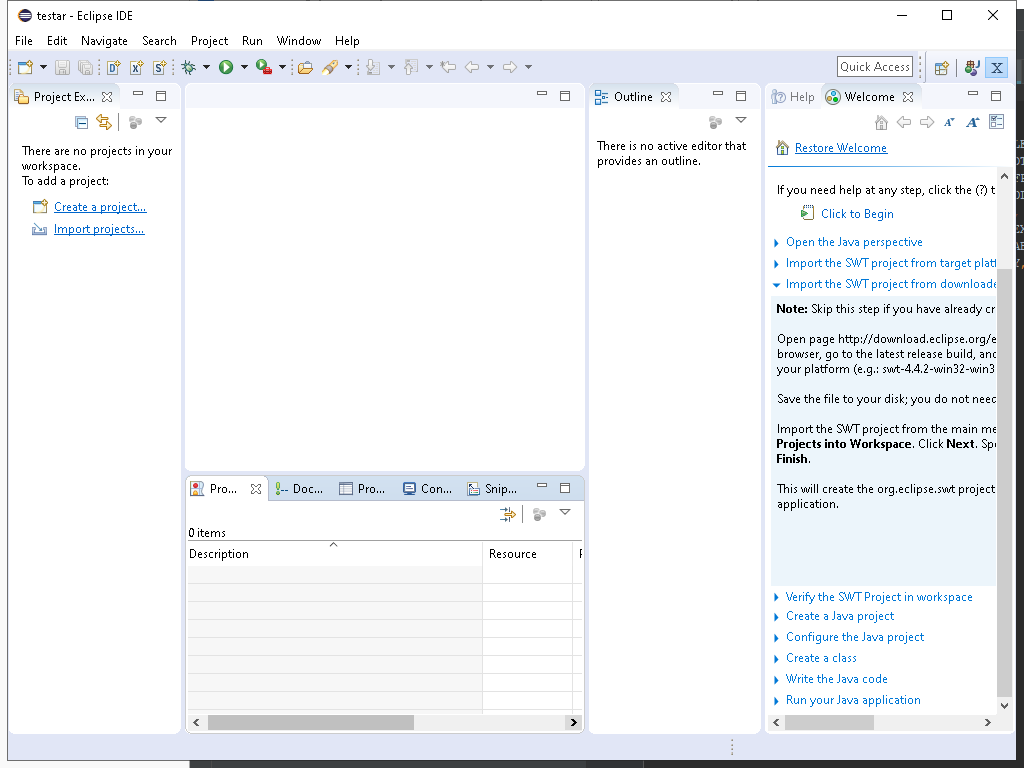 testar - Eclipse IDE
File Edit Navigate Search Project Run Window Help
Quick Access
Project Ex...
There are no projects in your
workspace.
To add a project:
Create a project...
Import projects...
Outline
There is no active editor that
provides an outline.
Help
Welcome
Restore Welcome
If you need help at any step, click the (?) t
Click to Begin
Open the Java perspective
Import the SWT project from target platf
Import the SWT project from downloade
Note: Skip this step if you have already cr
Open page http://download.eclipse.org/e
browser, go to the latest release build, and
your platform (e.g.: swt-4.4.2-win32-win3
Save the file to your disk; you do not need
Import the SWT project from the main me
Projects into Workspace. Click Next. Spe
Finish.
This will create the org.eclipse.swt project
application.
Verify the SWT Project in workspace
Create a Java project
Configure the Java project
Create a class
Write the Java code
Run your Java application
Pro... Doc... Pro... Con... Snip...
0 items
Description Resource